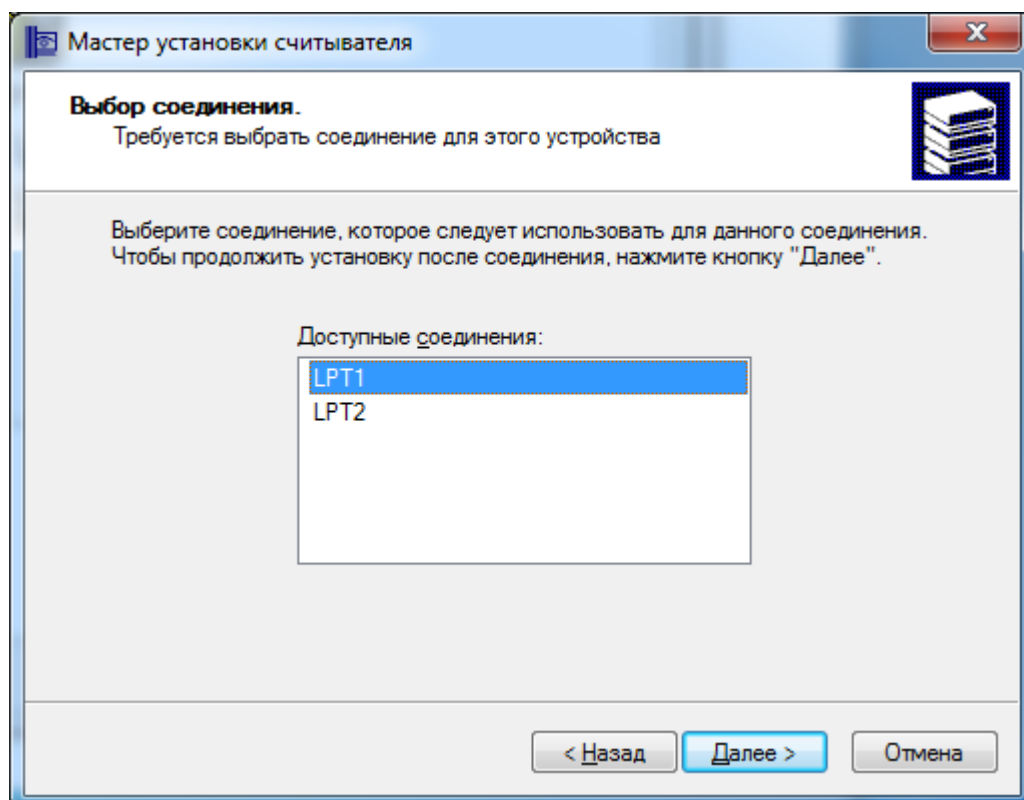 Мастер установки считывателя
Выбор соединения.
Требуется выбрать соединение для этого устройства
Выберите соединение, которое следует использовать для данного соединения.
Чтобы продолжить установку после соединения, нажмите кнопку "Далее".
Доступные соединения:
LPT1
LPT2
< Назад
Далее >
Отмена